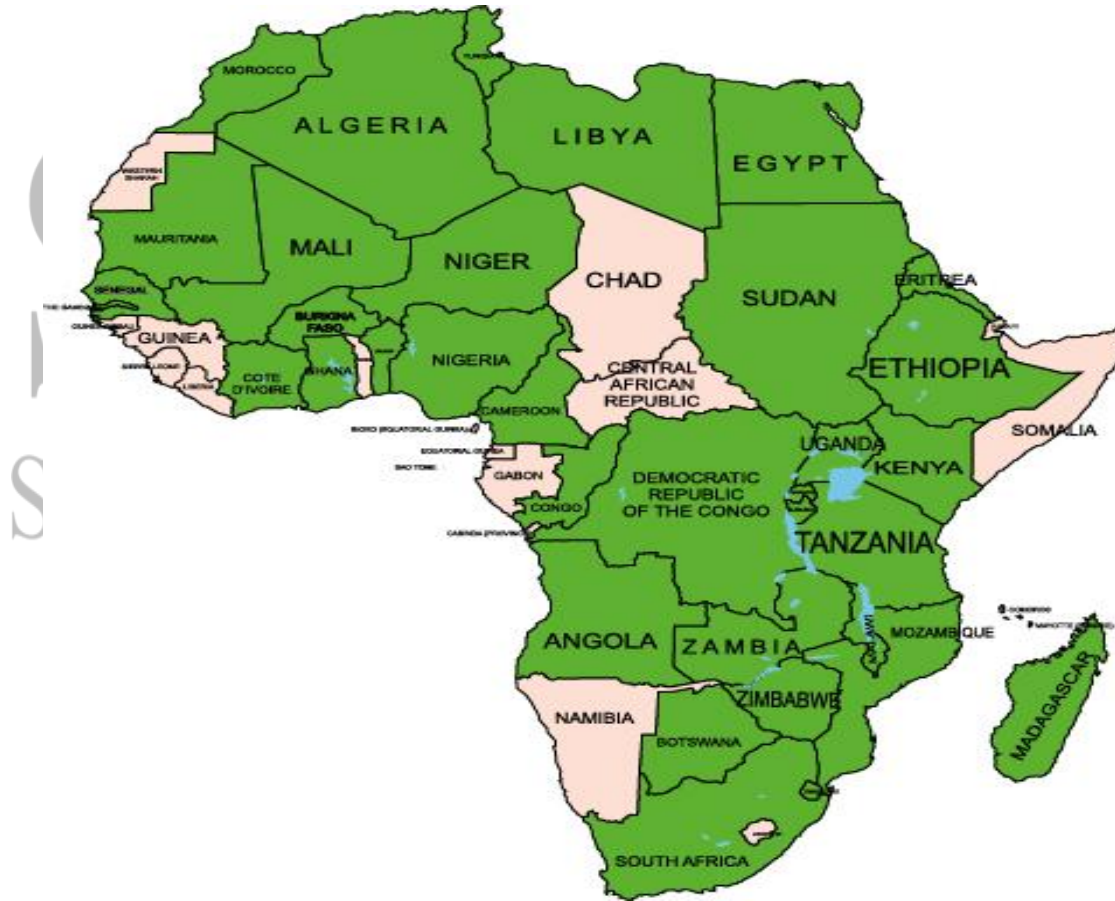 MOROCCO
ALGERIA
LIBYA
EGYPT
MAURITANIA
MALI
NIGER
CHAD
SUDAN
ERITREA
SENEGAL
BURKINA
FASO
GUINEA
NIGERIA
ETHIOPIA
COTE
D'IVOIRE
GHANA
CENTRAL
AFRICAN
REPUBLIC
LIBERIA
CAMEROON
SOMALIA
UGANDA
KENYA
GABON
DEMOCRATIC
REPUBLIC
OF THE CONGO
CONGO
TANZANIA
ANGOLA
ZAMBIA
MALAWI
MOZAMBIQUE
ZIMBABWE
MADAGASCAR
NAMIBIA
BOTSWANA
SOUTH AFRICA